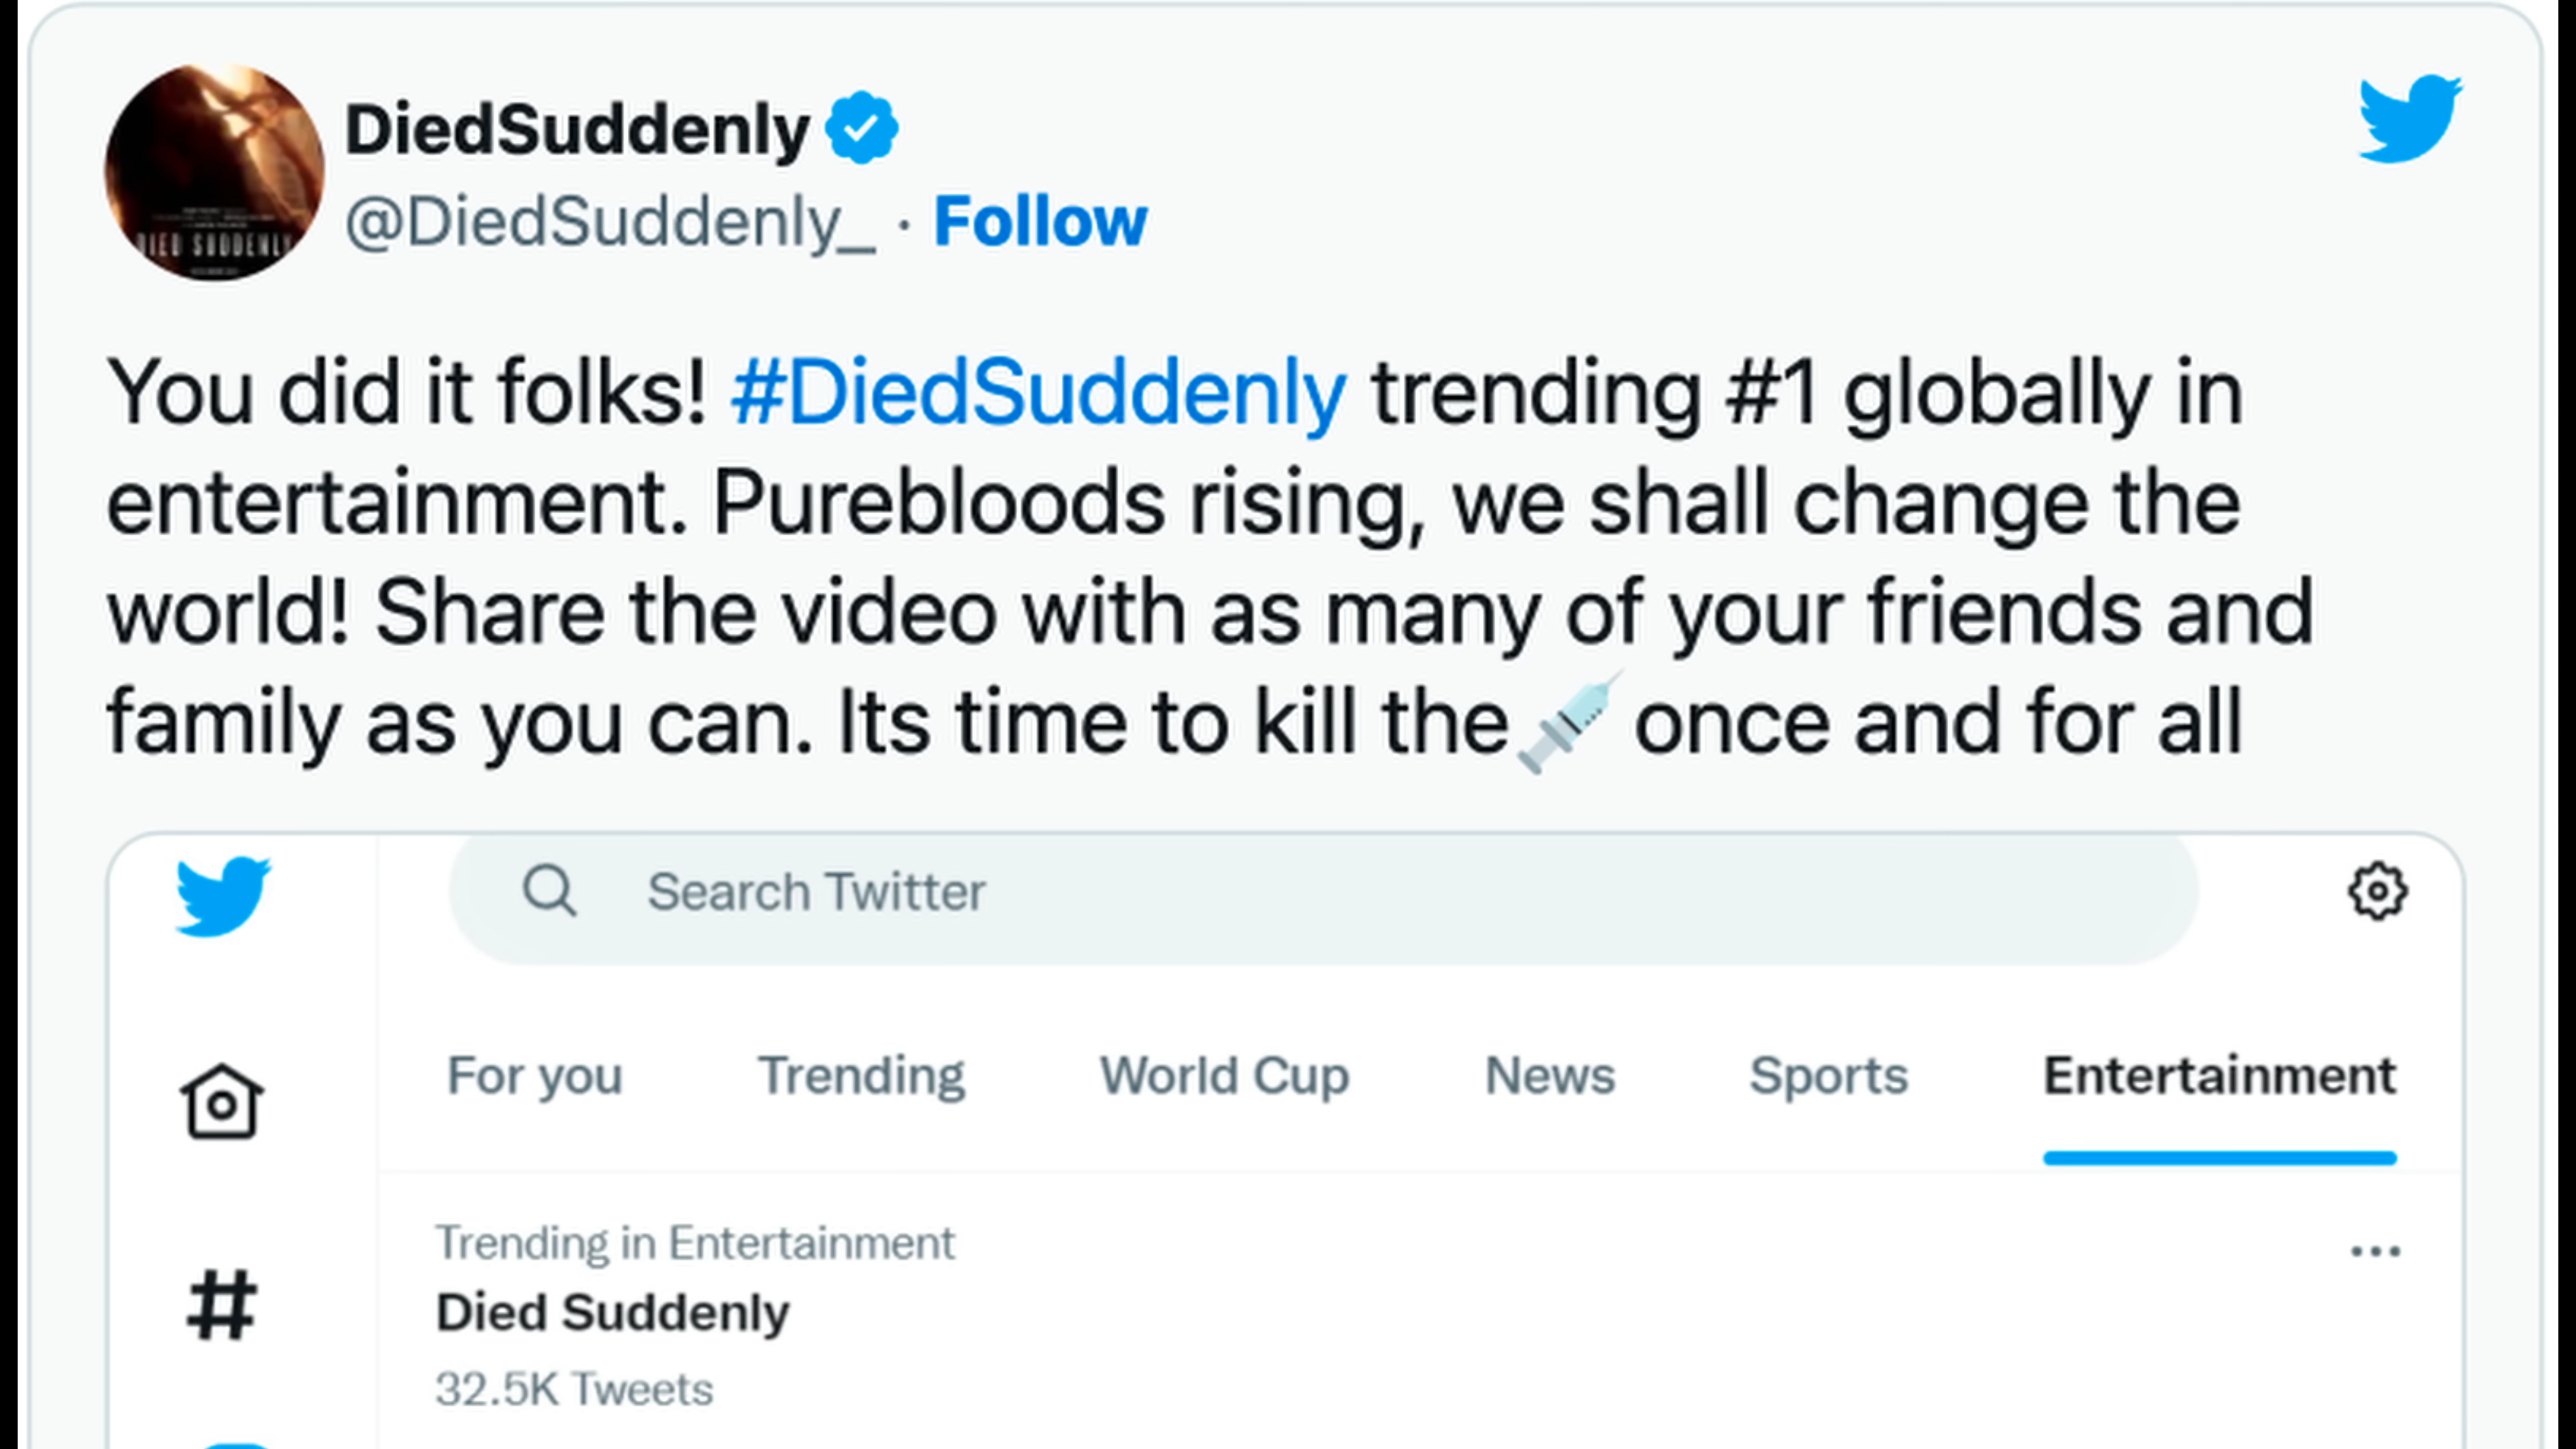 DIED SUDDENLY
DiedSuddenly
@DiedSuddenly_ · Follow
You did it folks! #DiedSuddenly trending #1 globally in
entertainment. Purebloods rising, we shall change the
world! Share the video with as many of your friends and
family as you can. Its time to kill the💉once and for all
Search Twitter
For you Trending World Cup News Sports Entertainment
Trending in Entertainment
Died Suddenly
32.5K Tweets